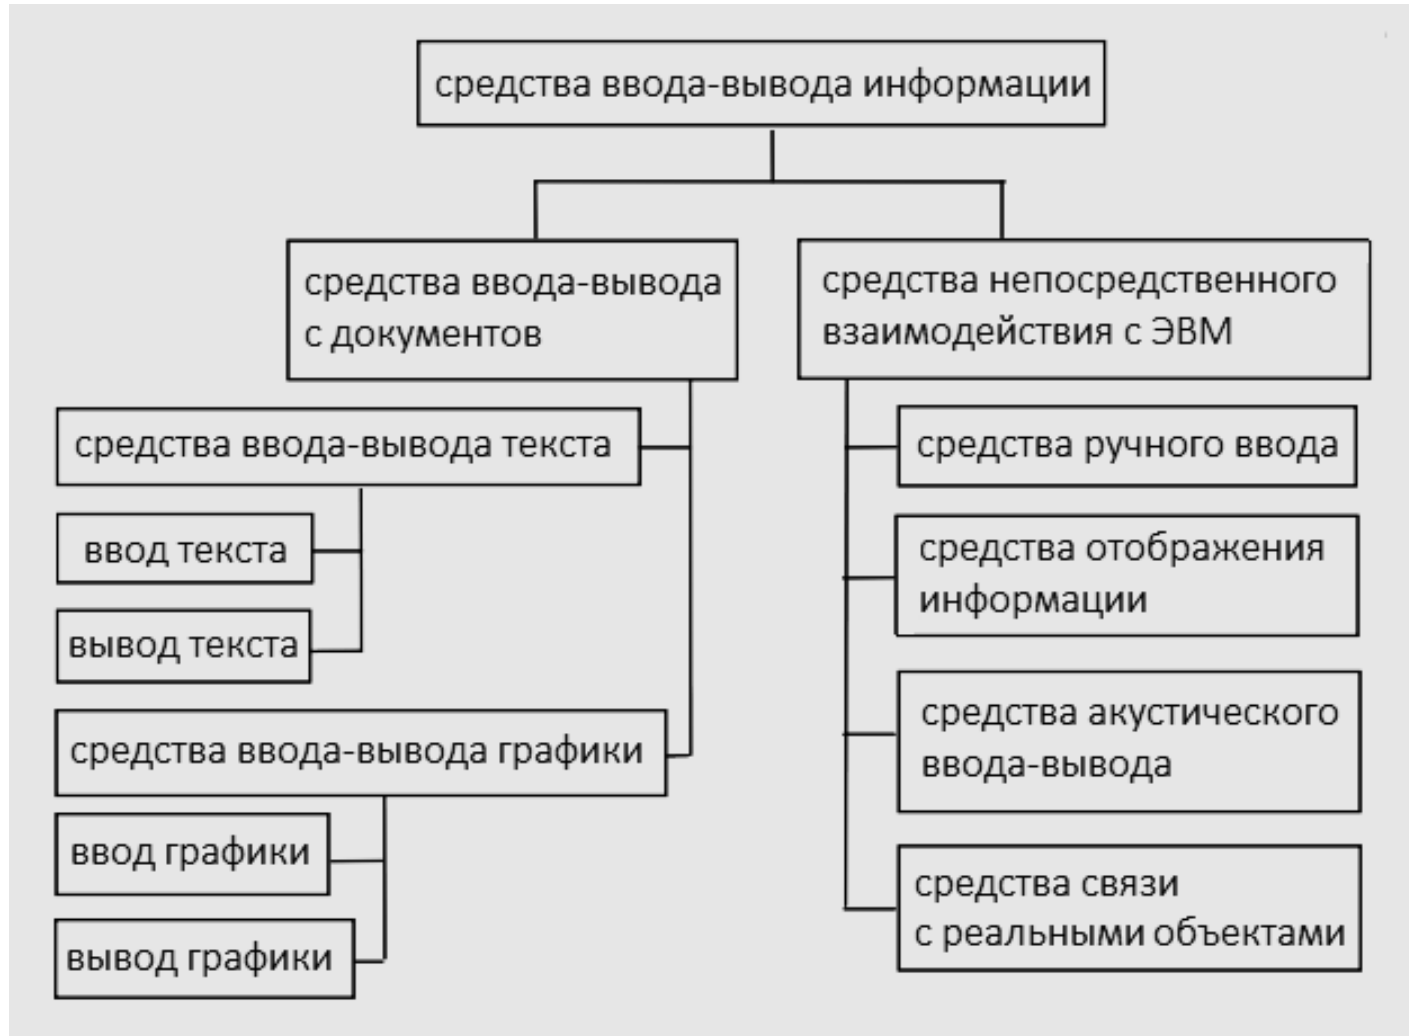 средства ввода-вывода информации
средства ввода-вывода
с документов
средства ввода-вывода текста
ввод текста
вывод текста
средства ввода-вывода графики
ввод графики
вывод графики
средства непосредственного
взаимодействия с ЭВМ
средства ручного ввода
средства отображения
информации
средства акустического
ввода-вывода
средства связи
с реальными объектами